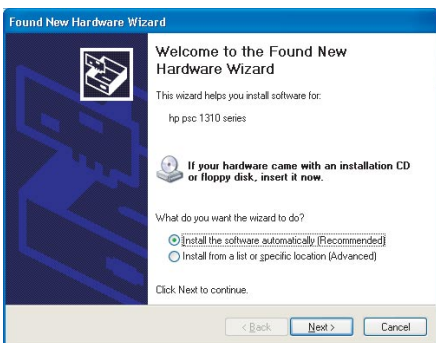 Found New Hardware Wizard
Welcome to the Found New
Hardware Wizard
This wizard helps you install software for:
hp psc 1310 series
If your hardware came with an installation CD
or floppy disk, insert it now.
What do you want the wizard to do?
Install the software automatically (Recommended)
Install from a list or specific location (Advanced)
Click Next to continue.
< Back
Next >
Cancel